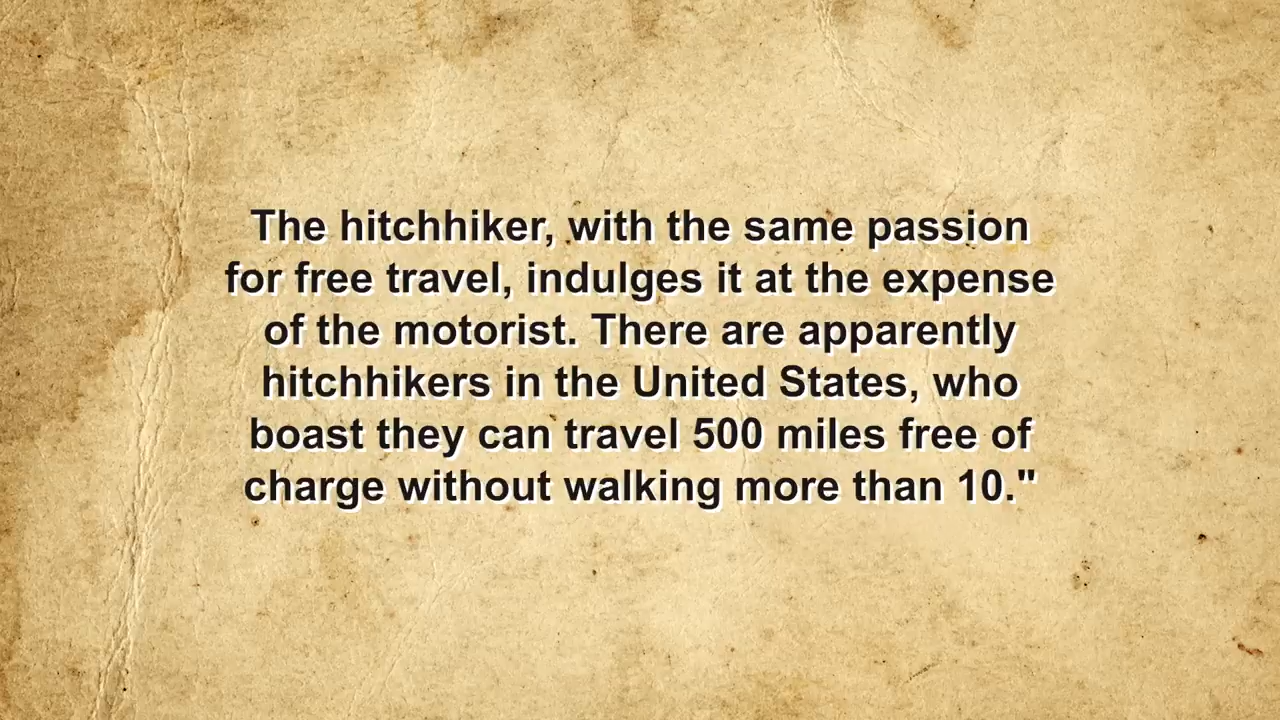 The hitchhiker, with the same passion
for free travel, indulges it at the expense
of the motorist. There are apparently
hitchhikers in the United States, who
boast they can travel 500 miles free of
charge without walking more than 10."